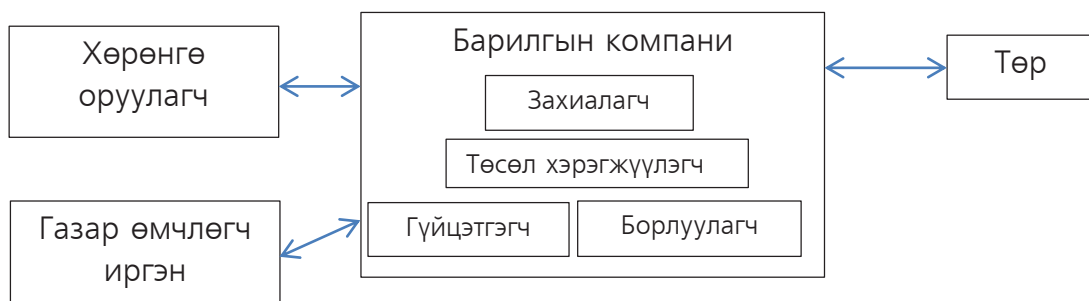 Хөрөнгө
оруулагч
Барилгын компани
Захиалагч
Төсөл хэрэгжүүлэгч
Гүйцэтгэгч
Борлуулагч
Төр
Газар өмчлөгч
иргэн